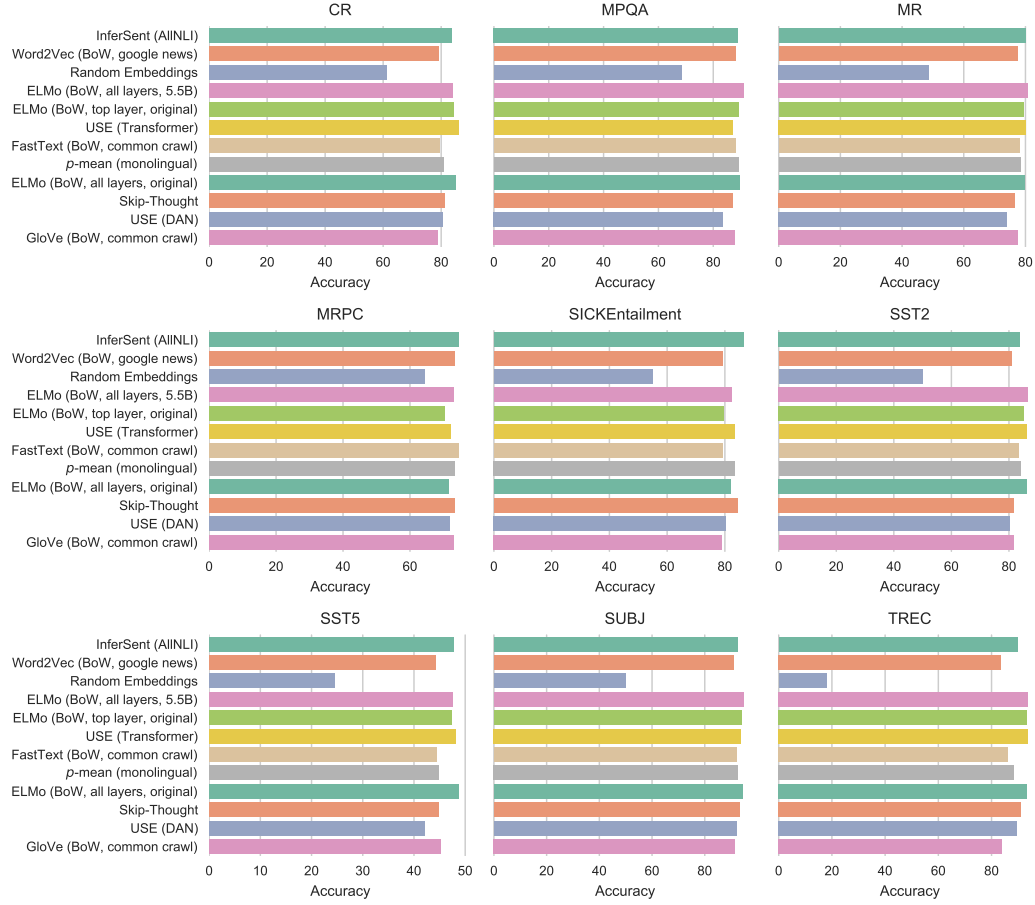 CR
MPQA
MR
InferSent (AllNLI)
Word2Vec (BoW, google news)
Random Embeddings
ELMo (BoW, all layers, 5.5B)
ELMo (BoW, top layer, original)
USE (Transformer)
FastText (BoW, common crawl)
p-mean (monolingual)
ELMo (BoW, all layers, original)
Skip-Thought
USE (DAN)
GloVe (BoW, common crawl)
0 20 40 60 80
0 20 40 60 80
0 20 40 60 80
Accuracy
Accuracy
Accuracy
MRPC
SICKEntailment
SST2
InferSent (AllNLI)
Word2Vec (BoW, google news)
Random Embeddings
ELMo (BoW, all layers, 5.5B)
ELMo (BoW, top layer, original)
USE (Transformer)
FastText (BoW, common crawl)
p-mean (monolingual)
ELMo (BoW, all layers, original)
Skip-Thought
USE (DAN)
GloVe (BoW, common crawl)
0 20 40 60
0 20 40 60 80
0 20 40 60 80
Accuracy
Accuracy
Accuracy
SST5
SUBJ
TREC
InferSent (AllNLI)
Word2Vec (BoW, google news)
Random Embeddings
ELMo (BoW, all layers, 5.5B)
ELMo (BoW, top layer, original)
USE (Transformer)
FastText (BoW, common crawl)
p-mean (monolingual)
ELMo (BoW, all layers, original)
Skip-Thought
USE (DAN)
GloVe (BoW, common crawl)
0 10 20 30 40 50
0 20 40 60 80
0 20 40 60 80
Accuracy
Accuracy
Accuracy